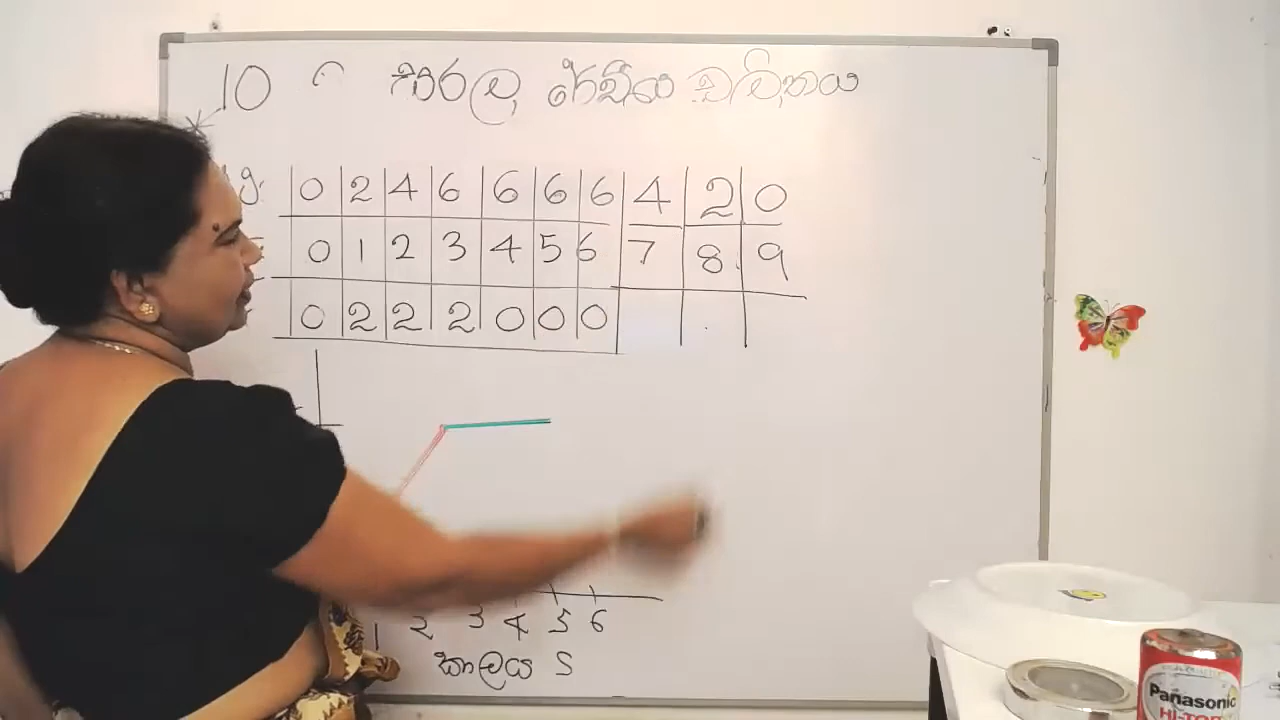 10 සරල රේඛීය චලිතය
0 2 4 6 6 6 6 4 2 0
0 1 2 3 4 5 6 7 8 9
0 2 2 2 0 0 0
1 2 3 4 5 6
කාලය S
Panasonic